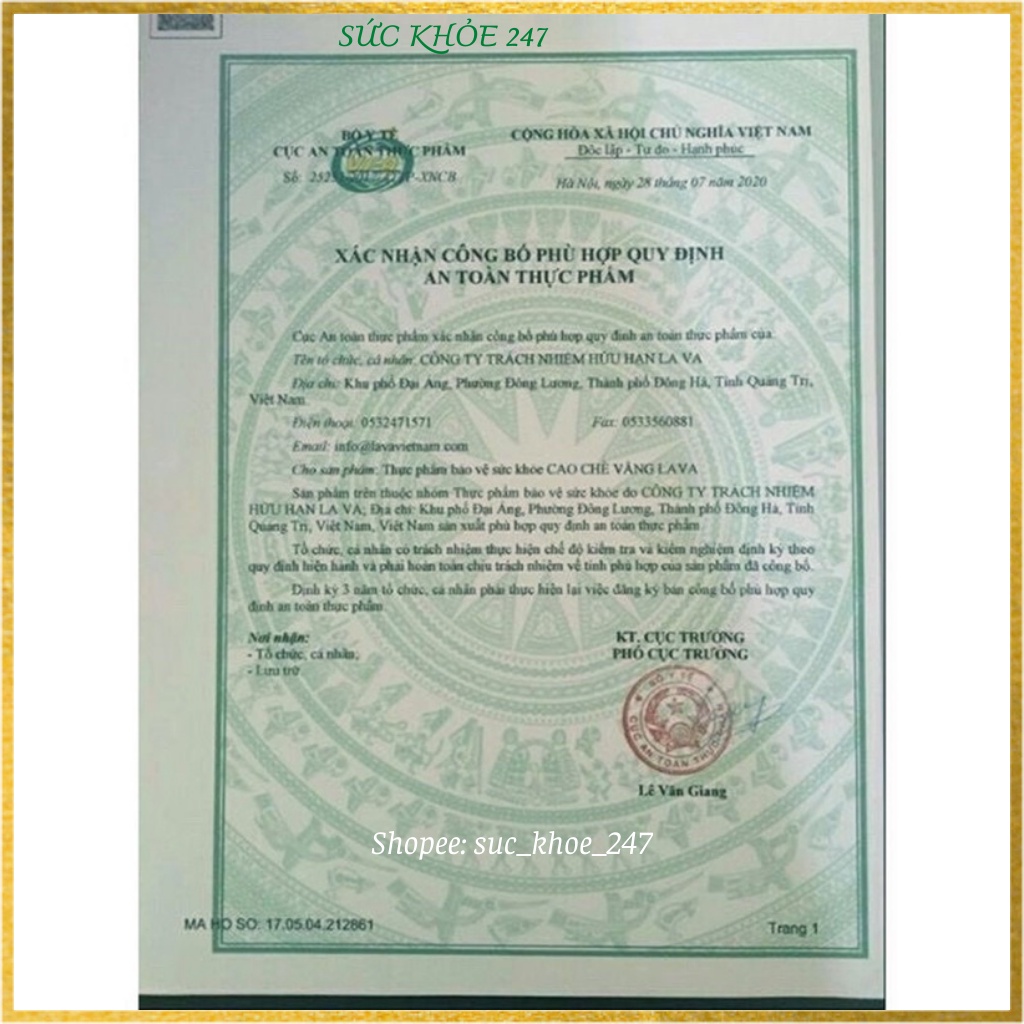 SỨC KHỎE 247
BỘ Y TẾ
CỤC AN TOÀN THỰC PHẨM
Số: /ATTP-XNCB
CỘNG HÒA XÃ HỘI CHỦ NGHĨA VIỆT NAM
Độc lập - Tự do - Hạnh phúc
Hà Nội, ngày 28 tháng 07 năm 2020
XÁC NHẬN CÔNG BỐ PHÙ HỢP QUY ĐỊNH
AN TOÀN THỰC PHẨM
Cục An toàn thực phẩm xác nhận công bố phù hợp quy định an toàn thực phẩm của:
Tên tổ chức, cá nhân: CÔNG TY TRÁCH NHIỆM HỮU HẠN LA VA
Địa chỉ: Khu phố Đại Áng, Phường Đông Lương, Thành phố Đông Hà, Tỉnh Quảng Trị,
Việt Nam
Điện thoại: 0532471571 Fax: 0533560881
Email: info@lavavietnam.com
Cho sản phẩm: Thực phẩm bảo vệ sức khỏe CAO CHÈ VẰNG LAVA
Sản phẩm trên thuộc nhóm Thực phẩm bảo vệ sức khỏe do CÔNG TY TRÁCH NHIỆM
HỮU HẠN LA VA; Địa chỉ: Khu phố Đại Áng, Phường Đông Lương, Thành phố Đông Hà, Tỉnh
Quảng Trị, Việt Nam, Việt Nam sản xuất phù hợp quy định an toàn thực phẩm
Tổ chức, cá nhân có trách nhiệm thực hiện chế độ kiểm tra và kiểm nghiệm định kỳ theo
quy định hiện hành và phải hoàn toàn chịu trách nhiệm về tính phù hợp của sản phẩm đã công bố.
Định kỳ 3 năm tổ chức, cá nhân phải thực hiện lại việc đăng ký bản công bố phù hợp quy
định an toàn thực phẩm
Nơi nhận:
- Tổ chức, cá nhân;
- Lưu trữ
KT. CỤC TRƯỞNG
PHÓ CỤC TRƯỞNG
BỘ Y TẾ
CỤC AN TOÀN THỰC
Lê Văn Giang
Shopee: suc_khoe_247
MA HO SO: 17.05.04.212861
Trang 1